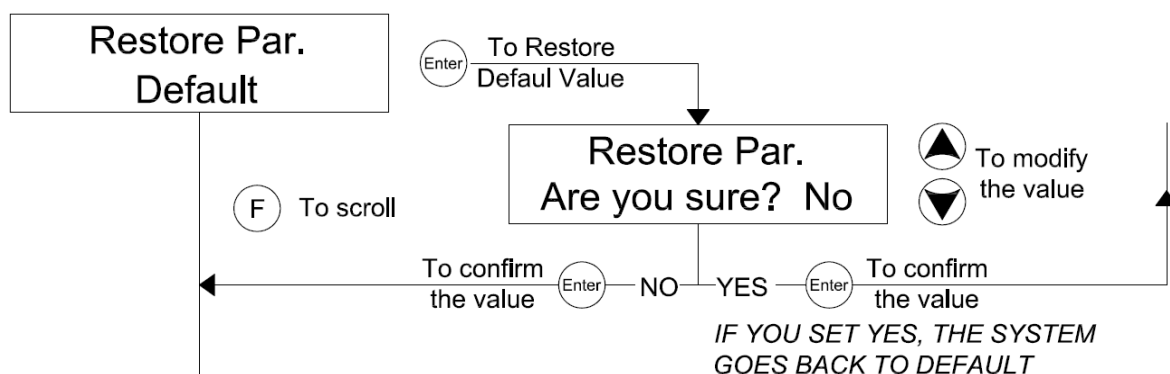 Restore Par.
Default
Enter
To Restore
Defaul Value
Restore Par.
Are you sure? No
To modify
the value
F
To scroll
To confirm
the value
Enter
NO
YES
Enter
To confirm
the value
IF YOU SET YES, THE SYSTEM
GOES BACK TO DEFAULT